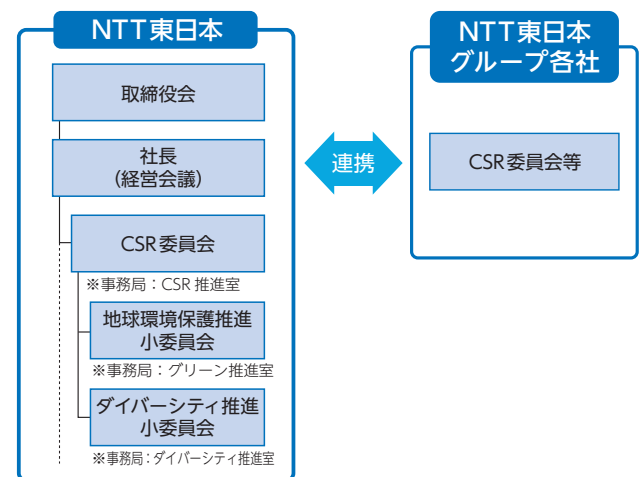 NTT東日本
取締役会
社長
(経営会議)
CSR委員会
※事務局：CSR推進室
地球環境保護推進
小委員会
※事務局：グリーン推進室
ダイバーシティ推進
小委員会
※事務局：ダイバーシティ推進室
連携
NTT東日本
グループ各社
CSR委員会等